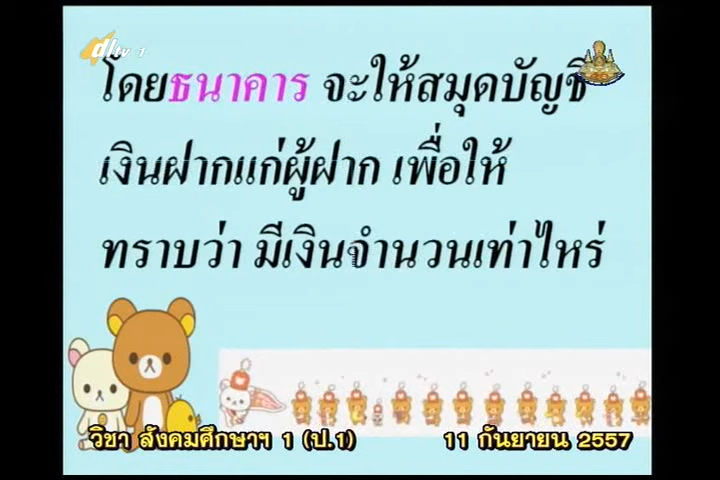 dltv 1
โดยธนาคาร จะให้สมุดบัญชี
เงินฝากแก่ผู้ฝาก เพื่อให้
ทราบว่า มีเงินจำนวนเท่าไหร่
วิชา สังคมศึกษาฯ 1 (ป.1)
11 กันยายน 2557